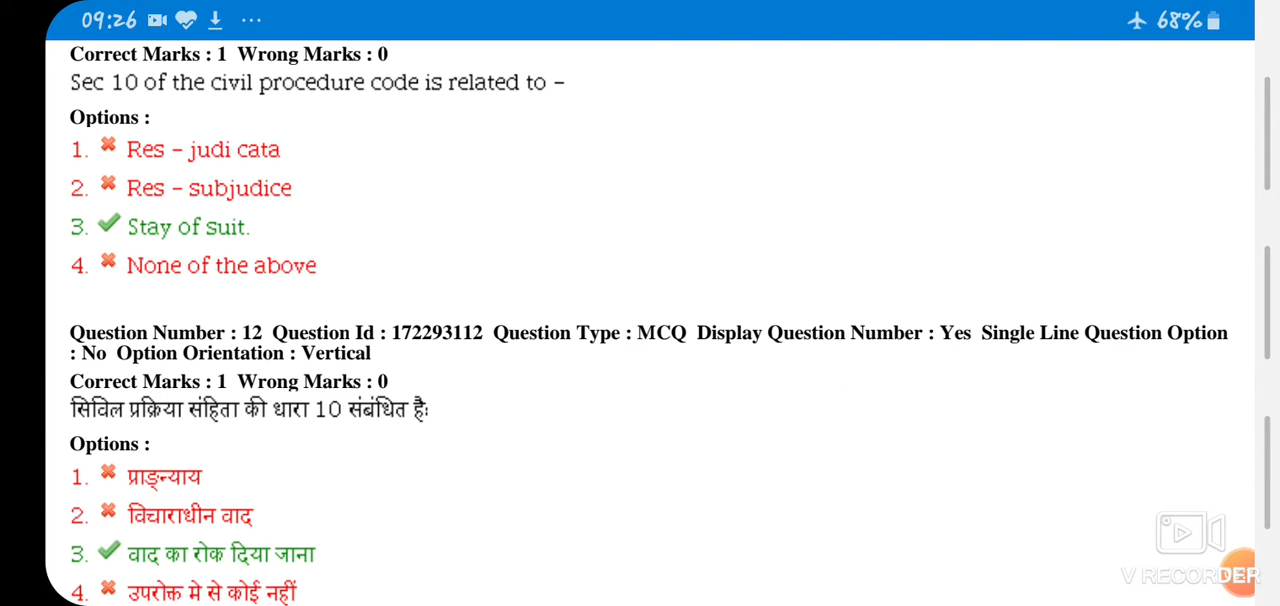 09:26 ... 68%
Correct Marks : 1 Wrong Marks : 0
Sec 10 of the civil procedure code is related to –
Options :
1. Res – judi cata
2. Res – subjudice
3. Stay of suit.
4. None of the above
Question Number : 12 Question Id : 172293112 Question Type : MCQ Display Question Number : Yes Single Line Question Option
: No Option Orientation : Vertical
Correct Marks : 1 Wrong Marks : 0
सिविल प्रक्रिया संहिता की धारा 10 संबंधित है:
Options :
1. प्राङ्न्याय
2. विचाराधीन वाद
3. वाद का रोक दिया जाना
4. उपरोक्त मे से कोई नहीं
V RECORDER